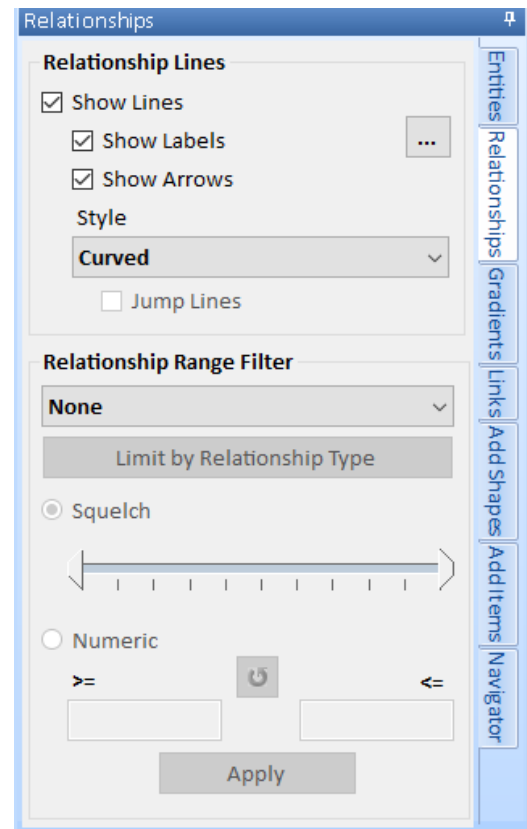 Relationships
Relationship Lines
Show Lines
Show Labels
...
Show Arrows
Style
Curved
Jump Lines
Relationship Range Filter
None
Limit by Relationship Type
Squelch
Numeric
>=
<=
Apply
Entities
Relationships
Gradients
Links
Add Shapes
Add Items
Navigator